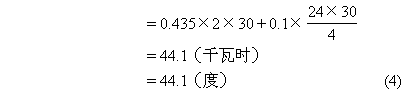 =0.435×2×30+0.1×24×30/4
=44.1(千瓦时)
=44.1(度) (4)